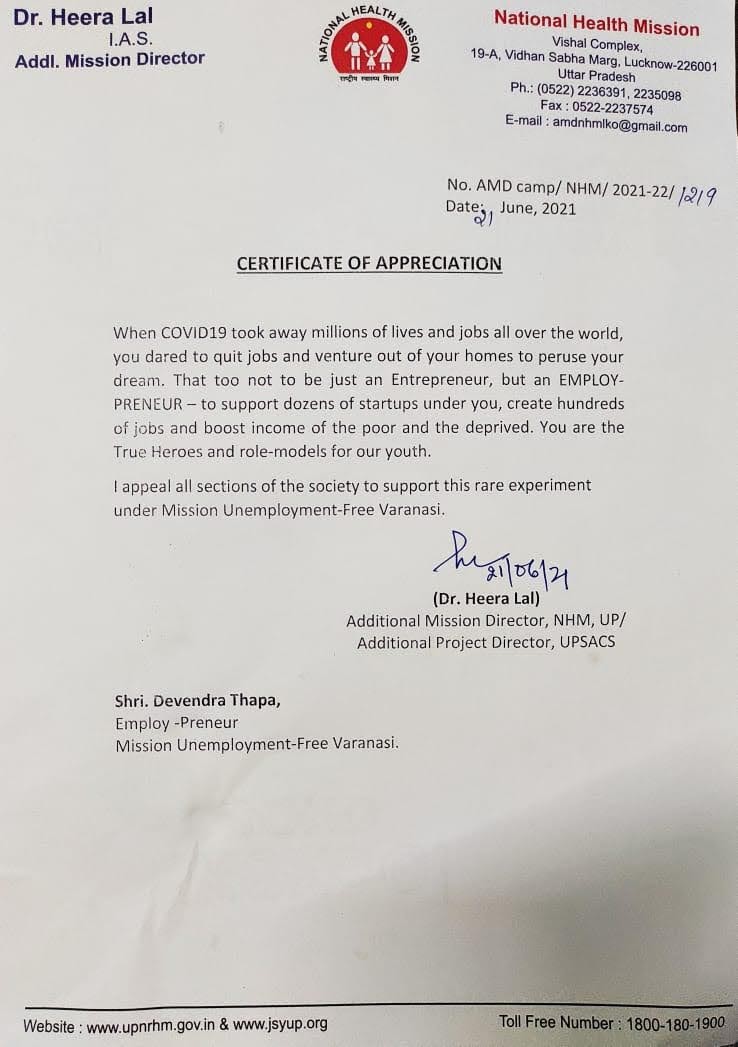 Dr. Heera Lal
I.A.S.
Addl. Mission Director
NATIONAL HEALTH MISSION
राष्ट्रीय स्वास्थ्य मिशन
National Health Mission
Vishal Complex,
19-A, Vidhan Sabha Marg, Lucknow-226001
Uttar Pradesh
Ph.: (0522) 2236391, 2235098
Fax : 0522-2237574
E-mail : amdnhmlko@gmail.com
No. AMD camp/ NHM/ 2021-22/ 1219
Date: 21 June, 2021
CERTIFICATE OF APPRECIATION
When COVID19 took away millions of lives and jobs all over the world,
you dared to quit jobs and venture out of your homes to peruse your
dream. That too not to be just an Entrepreneur, but an EMPLOY-
PRENEUR – to support dozens of startups under you, create hundreds
of jobs and boost income of the poor and the deprived. You are the
True Heroes and role-models for our youth.
I appeal all sections of the society to support this rare experiment
under Mission Unemployment-Free Varanasi.
21/06/21
(Dr. Heera Lal)
Additional Mission Director, NHM, UP/
Additional Project Director, UPSACS
Shri. Devendra Thapa,
Employ -Preneur
Mission Unemployment-Free Varanasi.
Website : www.upnrhm.gov.in & www.jsyup.org
Toll Free Number : 1800-180-1900